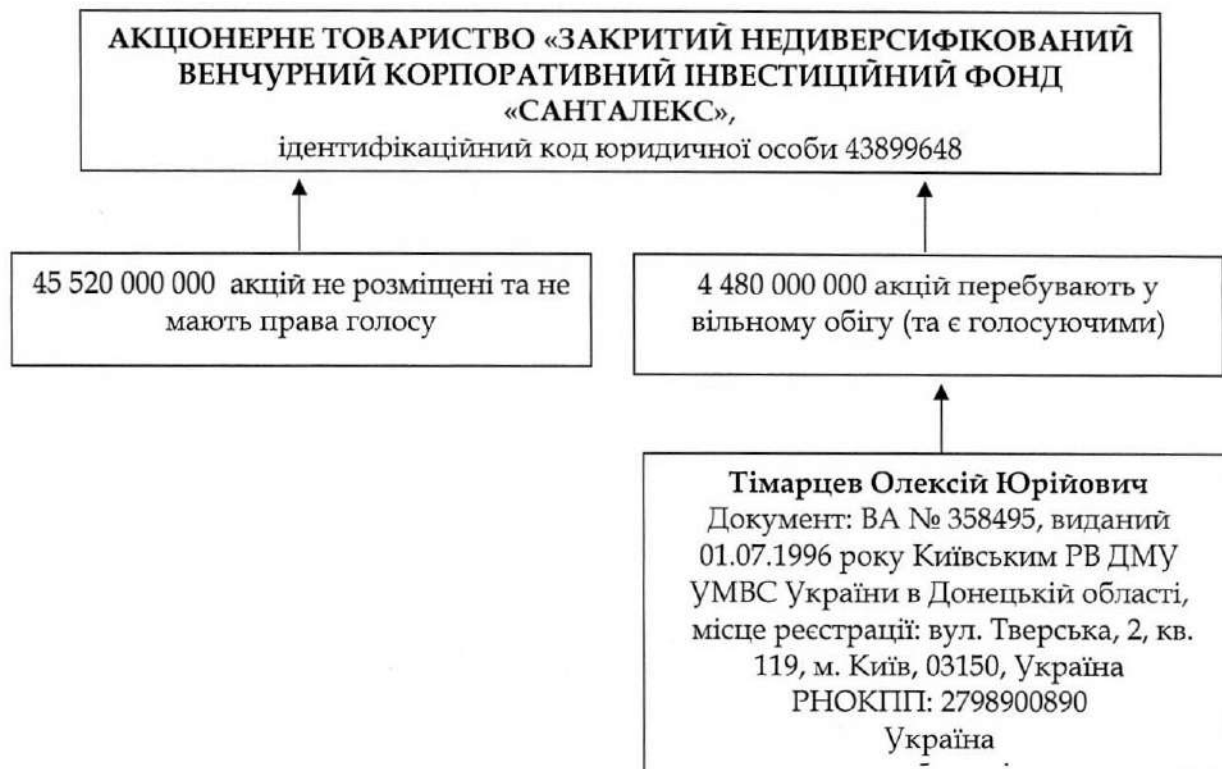 АКЦІОНЕРНЕ ТОВАРИСТВО «ЗАКРИТИЙ НЕДИВЕРСИФІКОВАНИЙ
ВЕНЧУРНИЙ КОРПОРАТИВНИЙ ІНВЕСТИЦІЙНИЙ ФОНД
«САНТАЛЕКС»,
ідентифікаційний код юридичної особи 43899648
45 520 000 000 акцій не розміщені та не
мають права голосу
4 480 000 000 акцій перебувають у
вільному обігу (та є голосуючими)
Тімарцев Олексій Юрійович
Документ: ВА № 358495, виданий
01.07.1996 року Київським РВ ДМУ
УМВС України в Донецькій області,
місце реєстрації: вул. Тверська, 2, кв.
119, м. Київ, 03150, Україна
РНОКПП: 2798900890
Україна